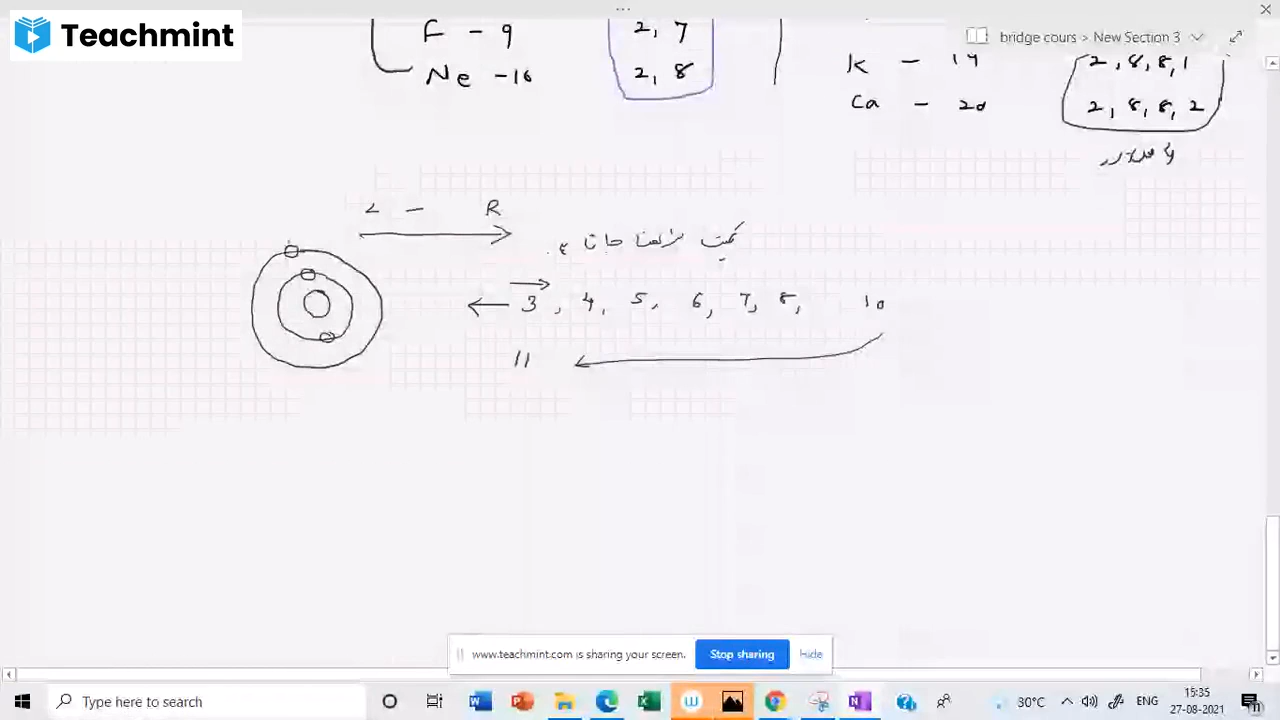 Teachmint
bridge cours > New Section 3
F - 9 2, 7
Ne - 10 2, 8
K - 19 2, 8, 8, 1
Ca - 20 2, 8, 8, 2
L - R
3, 4, 5, 6, 7, 8, 10
11
www.teachmint.com is sharing your screen.
Stop sharing
Hide
Type here to search
30°
ENG
15:35
27-08-2021